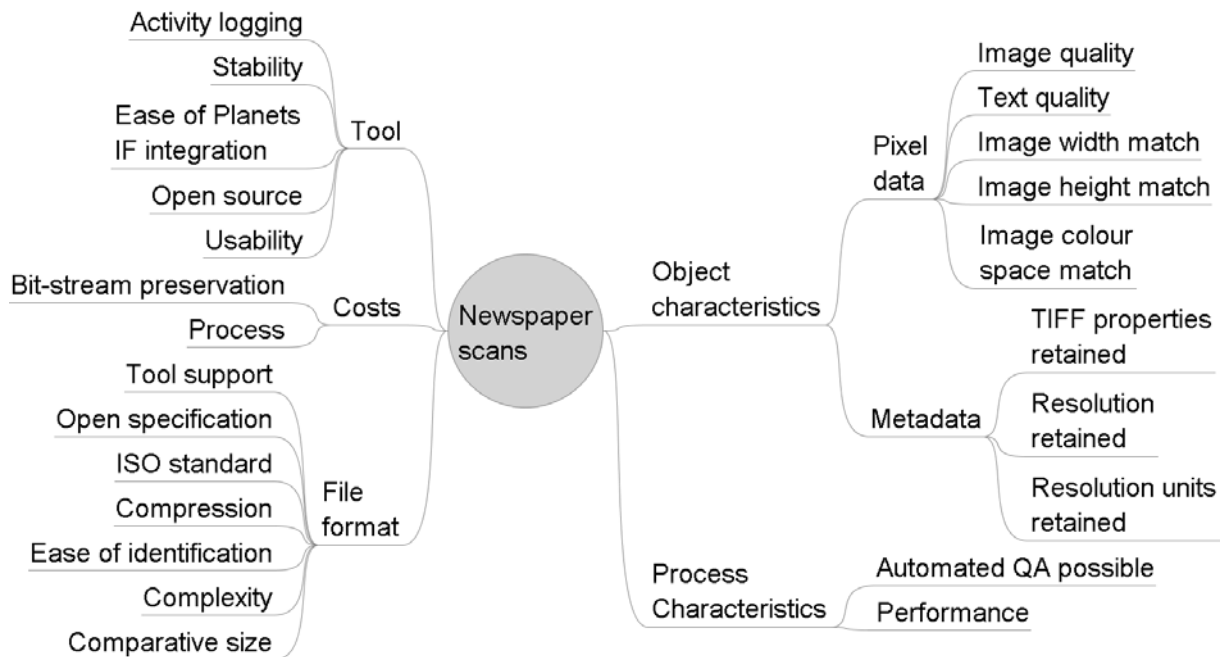 Activity logging
Stability
Ease of Planets
IF integration
Open source
Usability
Tool
Bit-stream preservation
Process
Costs
Tool support
Open specification
ISO standard
Compression
Ease of identification
Complexity
Comparative size
File
format
Newspaper
scans
Object
characteristics
Pixel
data
Image quality
Text quality
Image width match
Image height match
Image colour
space match
Metadata
TIFF properties
retained
Resolution
retained
Resolution units
retained
Process
Characteristics
Automated QA possible
Performance